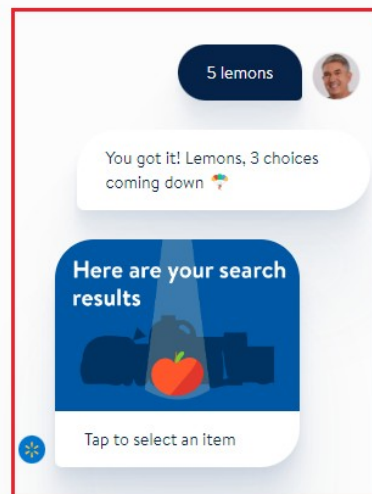 5 lemons
You got it! Lemons, 3 choices
coming down
Here are your search
results
Tap to select an item